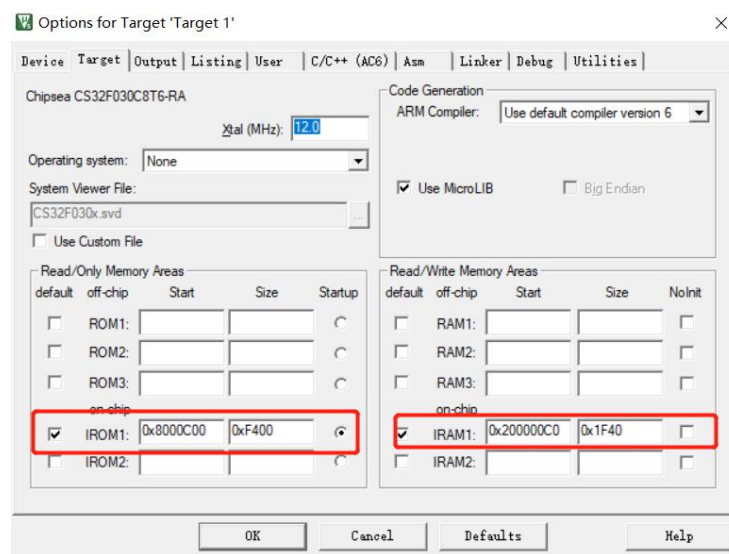 Options for Target 'Target 1'
Device Target Output Listing User C/C++ (AC6) Asm Linker Debug Utilities
Chipsea CS32F030C8T6-RA
Xtal (MHz): 12.0
Operating system: None
System Viewer File:
CS32F030x.svd
...
Use Custom File
Code Generation
ARM Compiler: Use default compiler version 6
Use MicroLIB Big Endian
Read/Only Memory Areas
default off-chip Start Size Startup
ROM1:
ROM2:
ROM3:
on-chip
IROM1: 0x8000C00 0xF400
IROM2:
Read/Write Memory Areas
default off-chip Start Size NoInit
RAM1:
RAM2:
RAM3:
on-chip
IRAM1: 0x200000C0 0x1F40
IRAM2:
OK Cancel Defaults Help